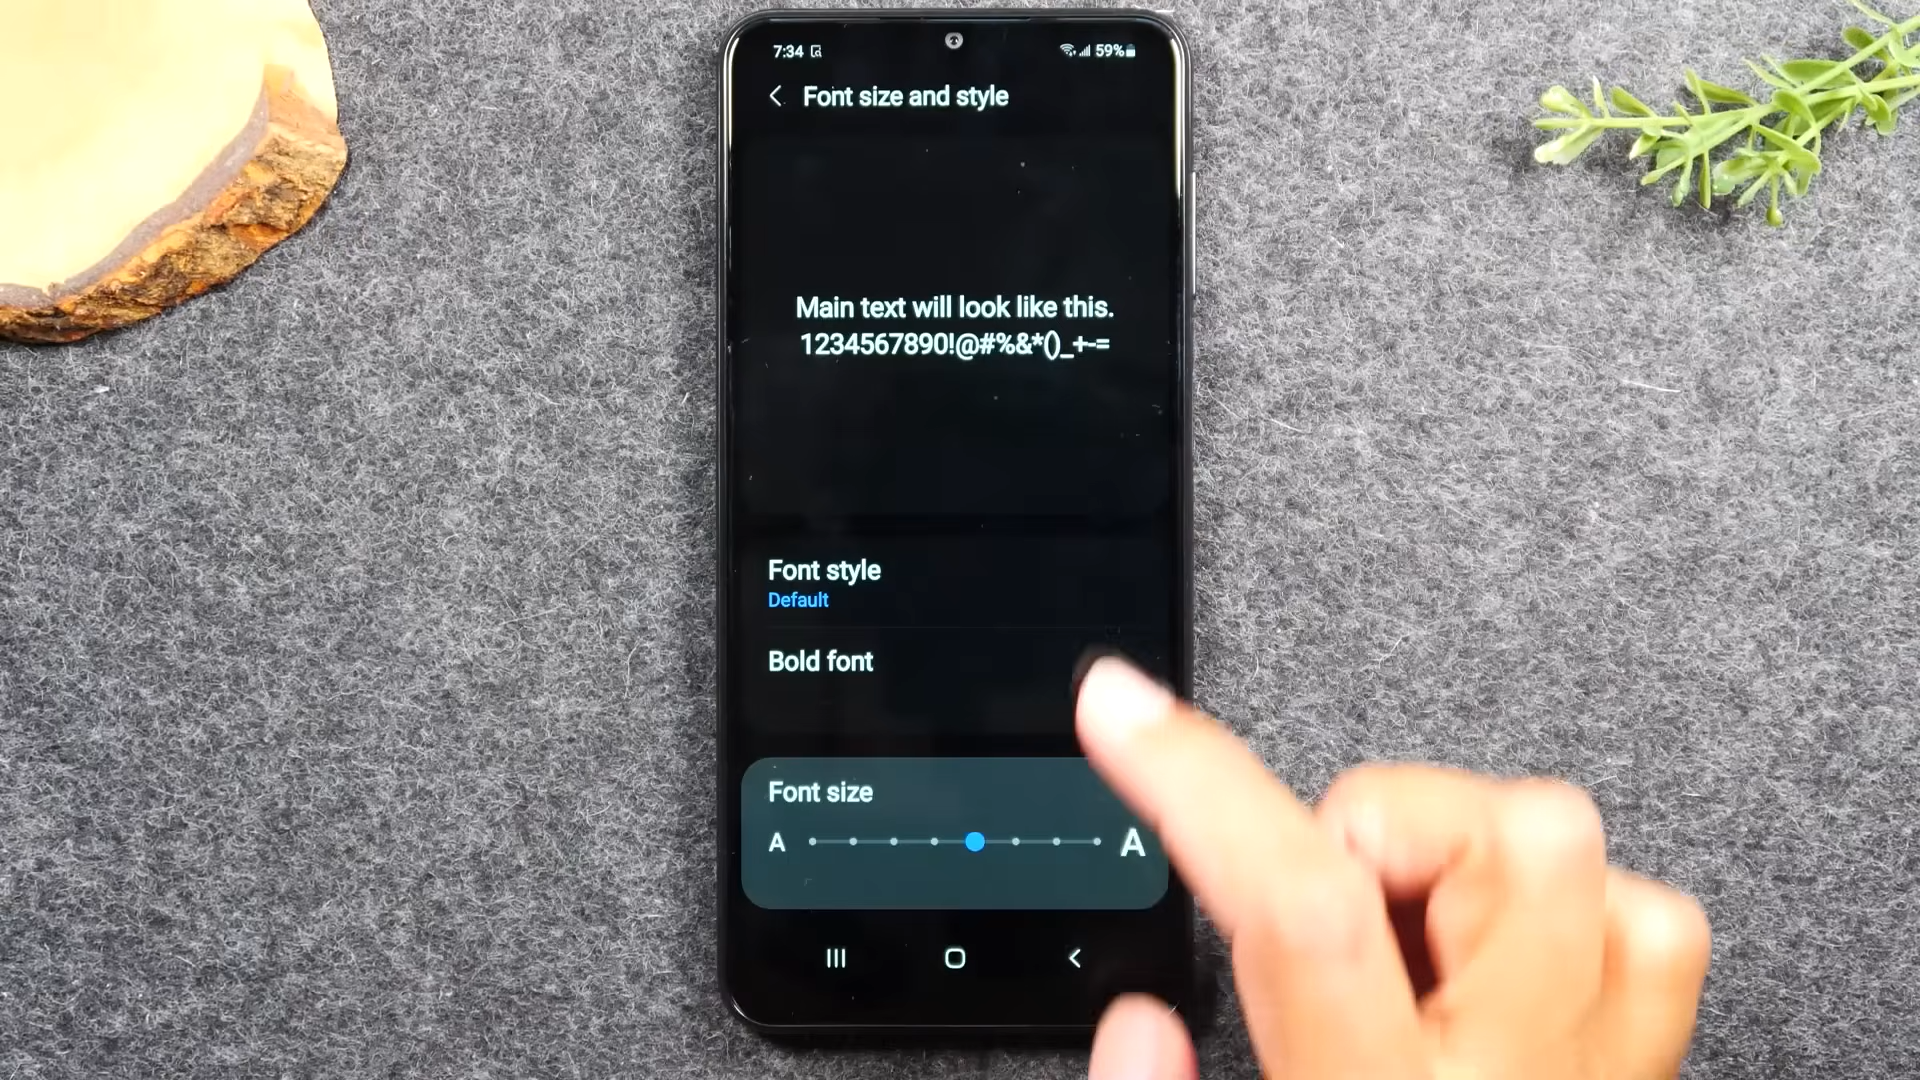 7:34
59%
Font size and style
Main text will look like this.
1234567890!@#%&*()_+-=
Font style
Default
Bold font
Font size
A A